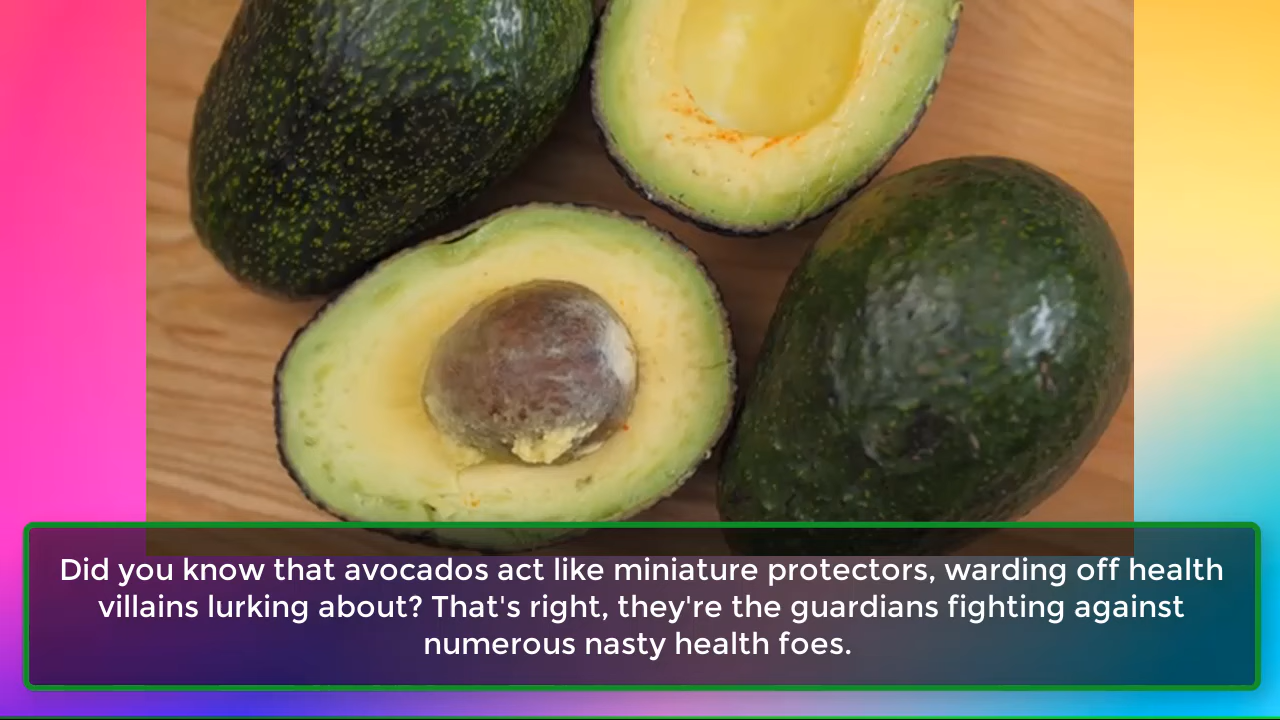 Did you know that avocados act like miniature protectors, warding off health
villains lurking about? That's right, they're the guardians fighting against
numerous nasty health foes.